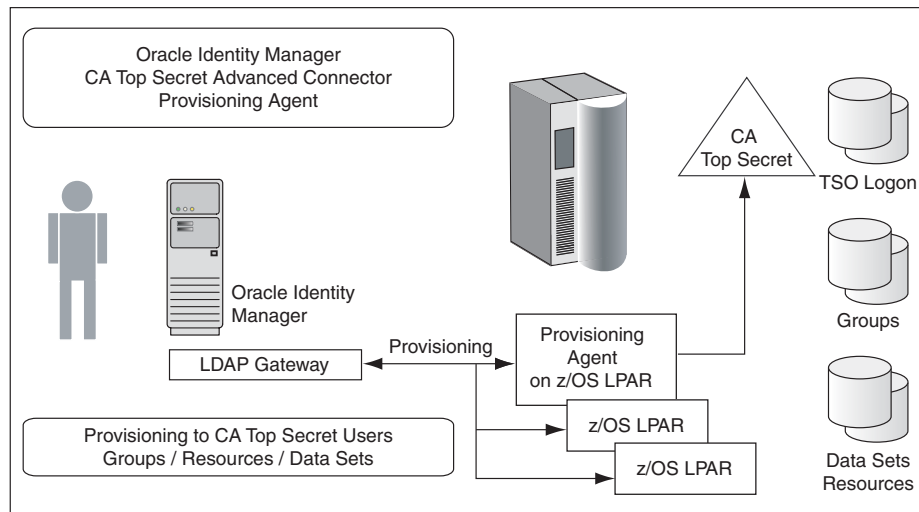 Oracle Identity Manager
CA Top Secret Advanced Connector
Provisioning Agent
CA
Top Secret
TSO Logon
Oracle Identity
Manager
Groups
LDAP Gateway
Provisioning
Provisioning
Agent
on z/OS LPAR
z/OS LPAR
z/OS LPAR
Provisioning to CA Top Secret Users
Groups / Resources / Data Sets
Data Sets
Resources